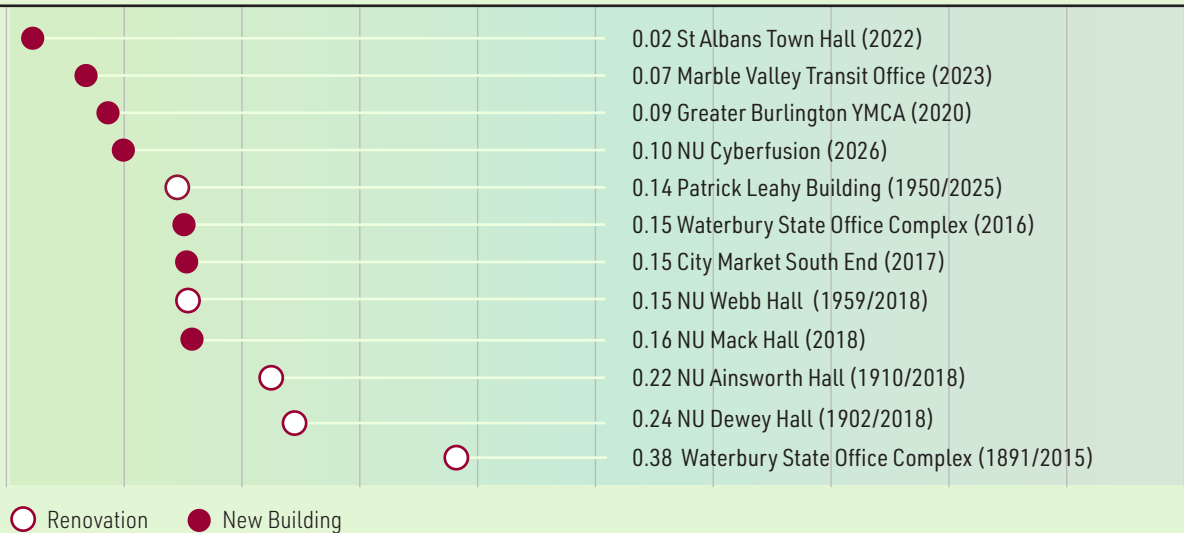 0.02 St Albans Town Hall (2022)
0.07 Marble Valley Transit Office (2023)
0.09 Greater Burlington YMCA (2020)
0.10 NU Cyberfusion (2026)
0.14 Patrick Leahy Building (1950/2025)
0.15 Waterbury State Office Complex (2016)
0.15 City Market South End (2017)
0.15 NU Webb Hall (1959/2018)
0.16 NU Mack Hall (2018)
0.22 NU Ainsworth Hall (1910/2018)
0.24 NU Dewey Hall (1902/2018)
0.38 Waterbury State Office Complex (1891/2015)
Renovation New Building